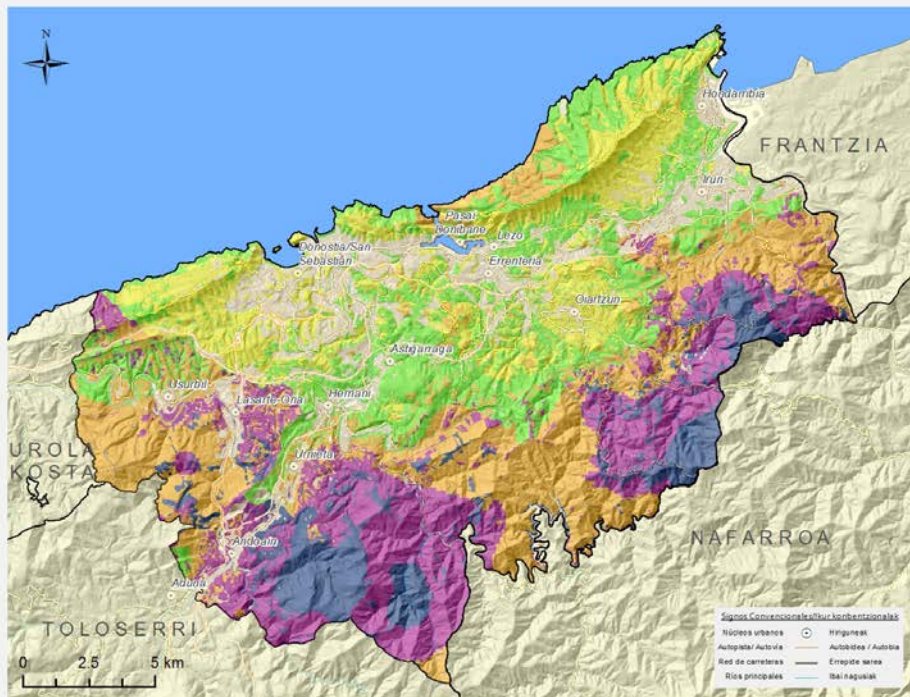 N
Hondarribia
FRANTZIA
Irun
Pasai
Donibane
Lezo
Donostia/San
Sebastián
Errenteria
Oiartzun
Astigarraga
Usurbil
Hernani
Lasarte-Oria
UROLA
KOSTA
Urnieta
NAFARROA
Andoain
Aduna
TOLOSERRI
0 2.5 5 km
Signos Convencionales/Ikur konbentzionalak
Núcleos urbanos Hiriguneak
Autopista/ Autovía Autobidea / Autobia
Red de carreteras Errepide sarea
Ríos principales Ibai nagusiak